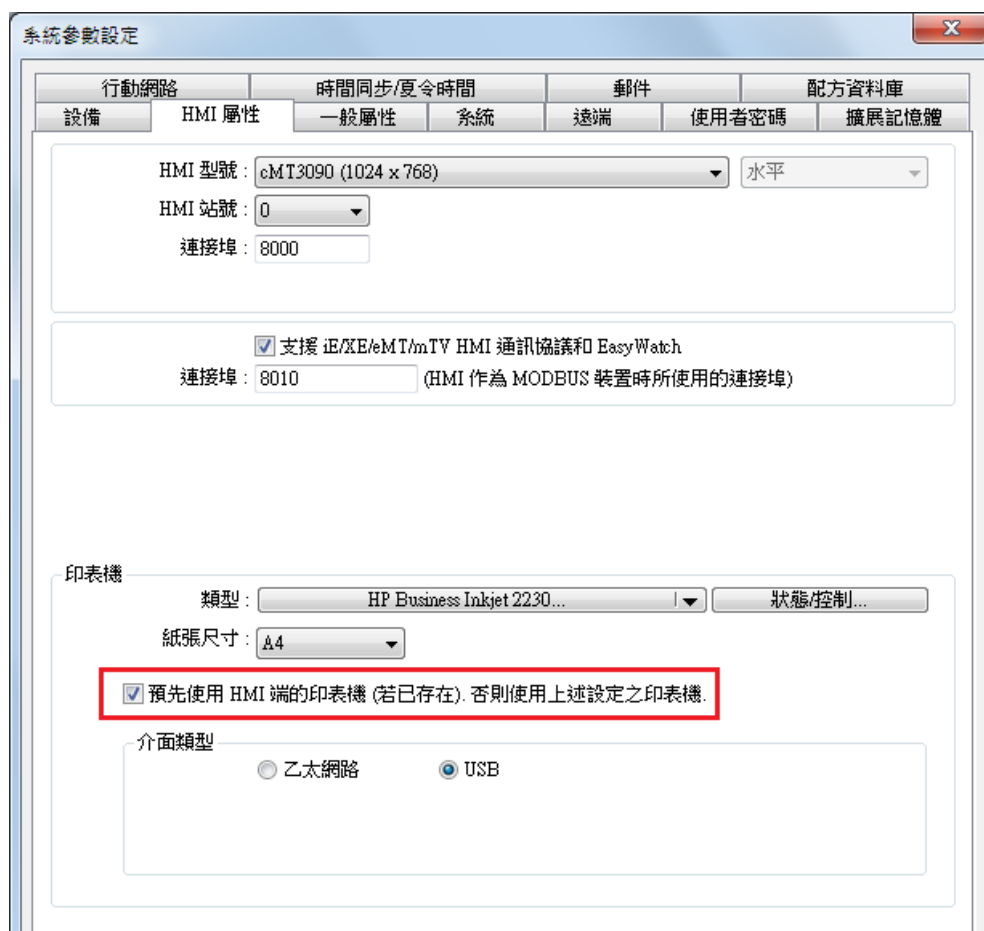 系統參數設定
行動網路 時間同步/夏令時間 郵件 配方資料庫
設備 HMI 屬性 一般屬性 系統 遠端 使用者密碼 擴展記憶體
HMI 型號 : cMT3090 (1024 x 768) 水平
HMI 站號 : 0
連接埠 : 8000
支援 iE/XE/eMT/mTV HMI 通訊協議和 EasyWatch
連接埠 : 8010 (HMI 作為 MODBUS 裝置時所使用的連接埠)
印表機
類型 : HP Business Inkjet 2230... 狀態/控制...
紙張尺寸 : A4
預先使用 HMI 端的印表機 (若已存在). 否則使用上述設定之印表機.
介面類型
乙太網路 USB